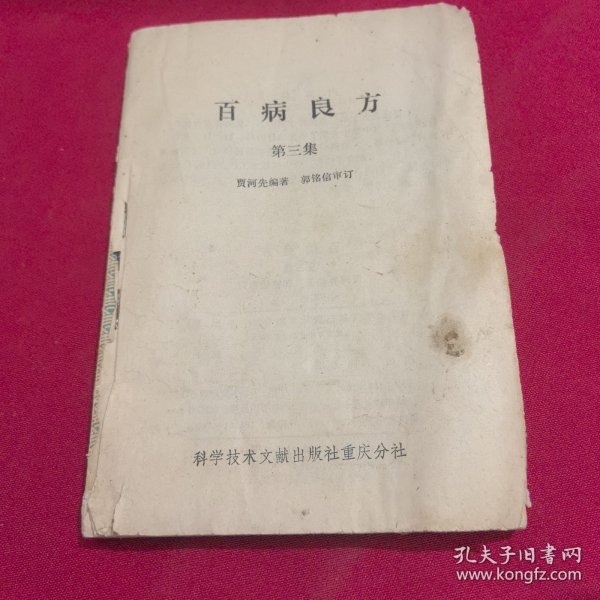 百病良方
第三集
贾河先编著 郭铭信审订
科学技术文献出版社重庆分社
孔夫子旧书网
www.kongfz.com